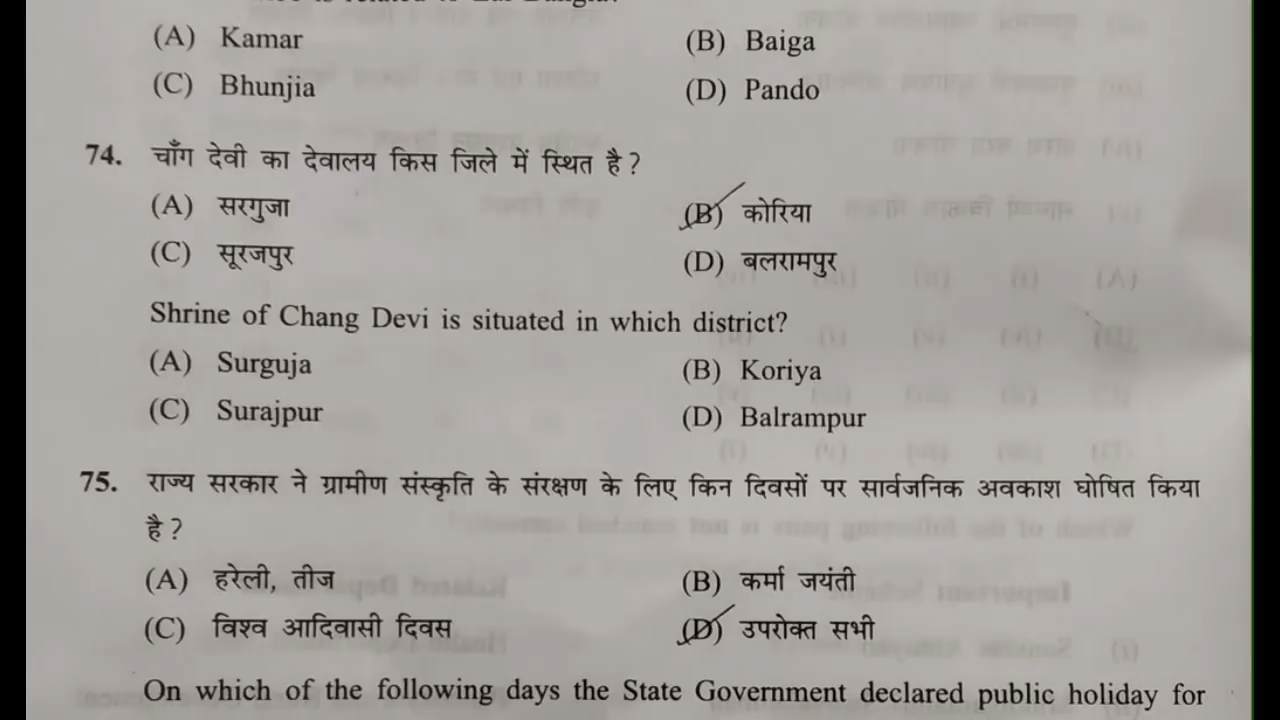 (A) Kamar (B) Baiga
(C) Bhunjia (D) Pando
74. चाँग देवी का देवालय किस जिले में स्थित है ?
(A) सरगुजा (B) कोरिया
(C) सूरजपुर (D) बलरामपुर
Shrine of Chang Devi is situated in which district?
(A) Surguja (B) Koriya
(C) Surajpur (D) Balrampur
75. राज्य सरकार ने ग्रामीण संस्कृति के संरक्षण के लिए किन दिवसों पर सार्वजनिक अवकाश घोषित किया
है ?
(A) हरेली, तीज (B) कर्मा जयंती
(C) विश्व आदिवासी दिवस (D) उपरोक्त सभी
On which of the following days the State Government declared public holiday for